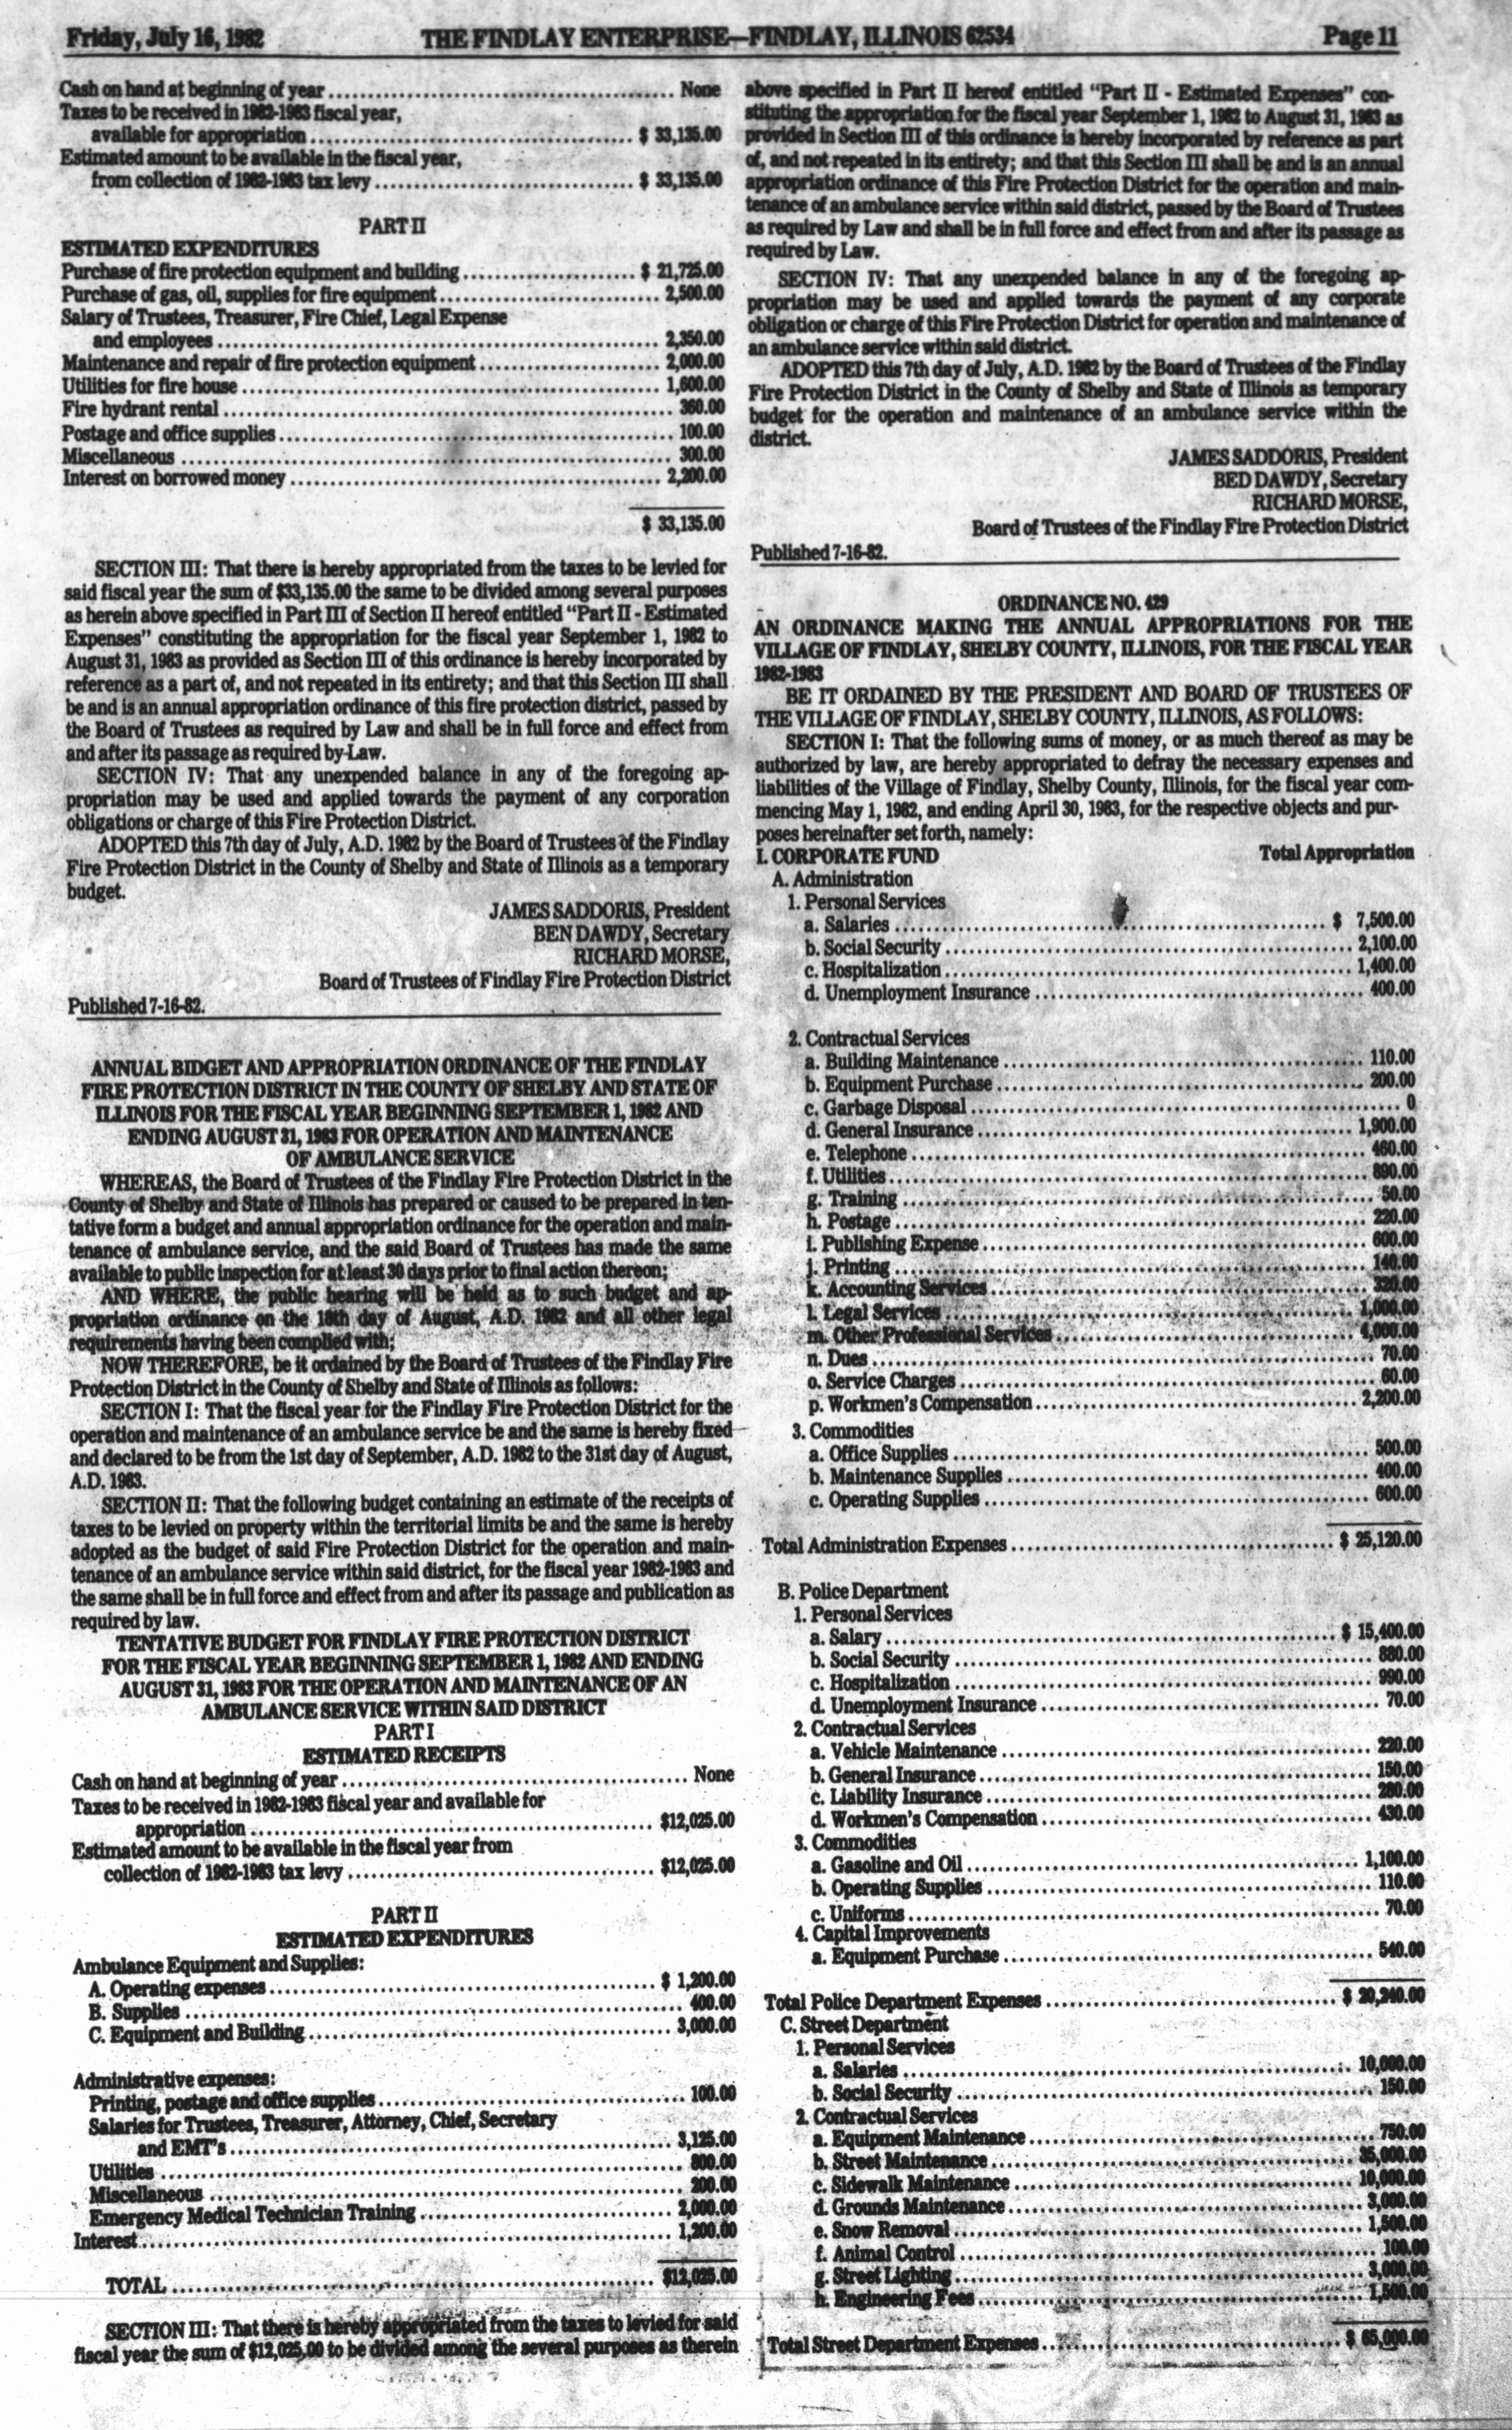 Friday, July 16, 1982 THE FINDLAY ENTERPRISE—FINDLAY, ILLINOIS 62534 Page 11
Cash on hand at beginning of year ........ None
Taxes to be received in 1982-1983 fiscal year,
available for appropriation ........ $ 33,135.00
Estimated amount to be available in the fiscal year,
from collection of 1982-1983 tax levy ........ $ 33,135.00
PART II
ESTIMATED EXPENDITURES
Purchase of fire protection equipment and building ........ $ 21,725.00
Purchase of gas, oil, supplies for fire equipment ........ 2,500.00
Salary of Trustees, Treasurer, Fire Chief, Legal Expense
and employees ........ 2,350.00
Maintenance and repair of fire protection equipment ........ 2,000.00
Utilities for fire house ........ 1,600.00
Fire hydrant rental ........ 360.00
Postage and office supplies ........ 100.00
Miscellaneous ........ 300.00
Interest on borrowed money ........ 2,200.00
$ 33,135.00
SECTION III: That there is hereby appropriated from the taxes to be levied for
said fiscal year the sum of $33,135.00 the same to be divided among several purposes
as herein above specified in Part III of Section II hereof entitled "Part II - Estimated
Expenses" constituting the appropriation for the fiscal year September 1, 1982 to
August 31, 1983 as provided as Section III of this ordinance is hereby incorporated by
reference as a part of, and not repeated in its entirety; and that this Section III shall
be and is an annual appropriation ordinance of this fire protection district, passed by
the Board of Trustees as required by Law and shall be in full force and effect from
and after its passage as required by Law.
SECTION IV: That any unexpended balance in any of the foregoing ap-
propriation may be used and applied towards the payment of any corporation
obligations or charge of this Fire Protection District.
ADOPTED this 7th day of July, A.D. 1982 by the Board of Trustees of the Findlay
Fire Protection District in the County of Shelby and State of Illinois as a temporary
budget.
JAMES SADDORIS, President
BEN DAWDY, Secretary
RICHARD MORSE,
Board of Trustees of Findlay Fire Protection District
Published 7-16-82.
ANNUAL BIDGET AND APPROPRIATION ORDINANCE OF THE FINDLAY
FIRE PROTECTION DISTRICT IN THE COUNTY OF SHELBY AND STATE OF
ILLINOIS FOR THE FISCAL YEAR BEGINNING SEPTEMBER 1, 1982 AND
ENDING AUGUST 31, 1983 FOR OPERATION AND MAINTENANCE
OF AMBULANCE SERVICE
WHEREAS, the Board of Trustees of the Findlay Fire Protection District in the
County of Shelby and State of Illinois has prepared or caused to be prepared in ten-
tative form a budget and annual appropriation ordinance for the operation and main-
tenance of ambulance service, and the said Board of Trustees has made the same
available to public inspection for at least 30 days prior to final action thereon;
AND WHERE, the public hearing will be held as to such budget and ap-
propriation ordinance on the 18th day of August, A.D. 1982 and all other legal
requirements having been complied with;
NOW THEREFORE, be it ordained by the Board of Trustees of the Findlay Fire
Protection District in the County of Shelby and State of Illinois as follows:
SECTION I: That the fiscal year for the Findlay Fire Protection District for the
operation and maintenance of an ambulance service be and the same is hereby fixed
and declared to be from the 1st day of September, A.D. 1982 to the 31st day of August,
A.D. 1983.
SECTION II: That the following budget containing an estimate of the receipts of
taxes to be levied on property within the territorial limits be and the same is hereby
adopted as the budget of said Fire Protection District for the operation and main-
tenance of an ambulance service within said district, for the fiscal year 1982-1983 and
the same shall be in full force and effect from and after its passage and publication as
required by law.
TENTATIVE BUDGET FOR FINDLAY FIRE PROTECTION DISTRICT
FOR THE FISCAL YEAR BEGINNING SEPTEMBER 1, 1982 AND ENDING
AUGUST 31, 1983 FOR THE OPERATION AND MAINTENANCE OF AN
AMBULANCE SERVICE WITHIN SAID DISTRICT
PART I
ESTIMATED RECEIPTS
Cash on hand at beginning of year ........ None
Taxes to be received in 1982-1983 fiscal year and available for
appropriation ........ $12,025.00
Estimated amount to be available in the fiscal year from
collection of 1982-1983 tax levy ........ $12,025.00
PART II
ESTIMATED EXPENDITURES
Ambulance Equipment and Supplies:
A. Operating expenses ........ $ 1,200.00
B. Supplies ........ 400.00
C. Equipment and Building ........ 3,000.00
Administrative expenses:
Printing, postage and office supplies ........ 100.00
Salaries for Trustees, Treasurer, Attorney, Chief, Secretary
and EMT's ........ 3,125.00
Utilities ........ 800.00
Miscellaneous ........ 200.00
Emergency Medical Technician Training ........ 2,000.00
Interest ........ 1,200.00
TOTAL ........ $12,025.00
SECTION III: That there is hereby appropriated from the taxes to levied for said
fiscal year the sum of $12,025.00 to be divided among the several purposes as therein
above specified in Part II hereof entitled "Part II - Estimated Expenses" con-
stituting the appropriation for the fiscal year September 1, 1982 to August 31, 1983 as
provided in Section III of this ordinance is hereby incorporated by reference as part
of, and not repeated in its entirety; and that this Section III shall be and is an annual
appropriation ordinance of this Fire Protection District for the operation and main-
tenance of an ambulance service within said district, passed by the Board of Trustees
as required by Law and shall be in full force and effect from and after its passage as
required by Law.
SECTION IV: That any unexpended balance in any of the foregoing ap-
propriation may be used and applied towards the payment of any corporate
obligation or charge of this Fire Protection District for operation and maintenance of
an ambulance service within said district.
ADOPTED this 7th day of July, A.D. 1982 by the Board of Trustees of the Findlay
Fire Protection District in the County of Shelby and State of Illinois as temporary
budget for the operation and maintenance of an ambulance service within the
district.
JAMES SADDORIS, President
BED DAWDY, Secretary
RICHARD MORSE,
Board of Trustees of the Findlay Fire Protection District
Published 7-16-82.
ORDINANCE NO. 429
AN ORDINANCE MAKING THE ANNUAL APPROPRIATIONS FOR THE
VILLAGE OF FINDLAY, SHELBY COUNTY, ILLINOIS, FOR THE FISCAL YEAR
1982-1983
BE IT ORDAINED BY THE PRESIDENT AND BOARD OF TRUSTEES OF
THE VILLAGE OF FINDLAY, SHELBY COUNTY, ILLINOIS, AS FOLLOWS:
SECTION I: That the following sums of money, or as much thereof as may be
authorized by law, are hereby appropriated to defray the necessary expenses and
liabilities of the Village of Findlay, Shelby County, Illinois, for the fiscal year com-
mencing May 1, 1982, and ending April 30, 1983, for the respective objects and pur-
poses hereinafter set forth, namely:
I. CORPORATE FUND Total Appropriation
A. Administration
1. Personal Services
a. Salaries ........ $ 7,500.00
b. Social Security ........ 2,100.00
c. Hospitalization ........ 1,400.00
d. Unemployment Insurance ........ 400.00
2. Contractual Services
a. Building Maintenance ........ 110.00
b. Equipment Purchase ........ 200.00
c. Garbage Disposal ........ 0
d. General Insurance ........ 1,900.00
e. Telephone ........ 460.00
f. Utilities ........ 890.00
g. Training ........ 50.00
h. Postage ........ 220.00
i. Publishing Expense ........ 600.00
j. Printing ........ 140.00
k. Accounting Services ........ 320.00
l. Legal Services ........ 1,000.00
m. Other Professional Services ........ 4,000.00
n. Dues ........ 70.00
o. Service Charges ........ 60.00
p. Workmen's Compensation ........ 2,200.00
3. Commodities
a. Office Supplies ........ 500.00
b. Maintenance Supplies ........ 400.00
c. Operating Supplies ........ 600.00
Total Administration Expenses ........ $ 25,120.00
B. Police Department
1. Personal Services
a. Salary ........ $ 15,400.00
b. Social Security ........ 880.00
c. Hospitalization ........ 990.00
d. Unemployment Insurance ........ 70.00
2. Contractual Services
a. Vehicle Maintenance ........ 220.00
b. General Insurance ........ 150.00
c. Liability Insurance ........ 280.00
d. Workmen's Compensation ........ 430.00
3. Commodities
a. Gasoline and Oil ........ 1,100.00
b. Operating Supplies ........ 110.00
c. Uniforms ........ 70.00
4. Capital Improvements
a. Equipment Purchase ........ 540.00
Total Police Department Expenses ........ $ 20,240.00
C. Street Department
1. Personal Services
a. Salaries ........ 10,000.00
b. Social Security ........ 150.00
2. Contractual Services
a. Equipment Maintenance ........ 750.00
b. Street Maintenance ........ 35,000.00
c. Sidewalk Maintenance ........ 10,000.00
d. Grounds Maintenance ........ 3,000.00
e. Snow Removal ........ 1,500.00
f. Animal Control ........ 100.00
g. Street Lighting ........ 3,000.00
h. Engineering Fees ........ 1,500.00
Total Street Department Expenses ........ $ 65,000.00